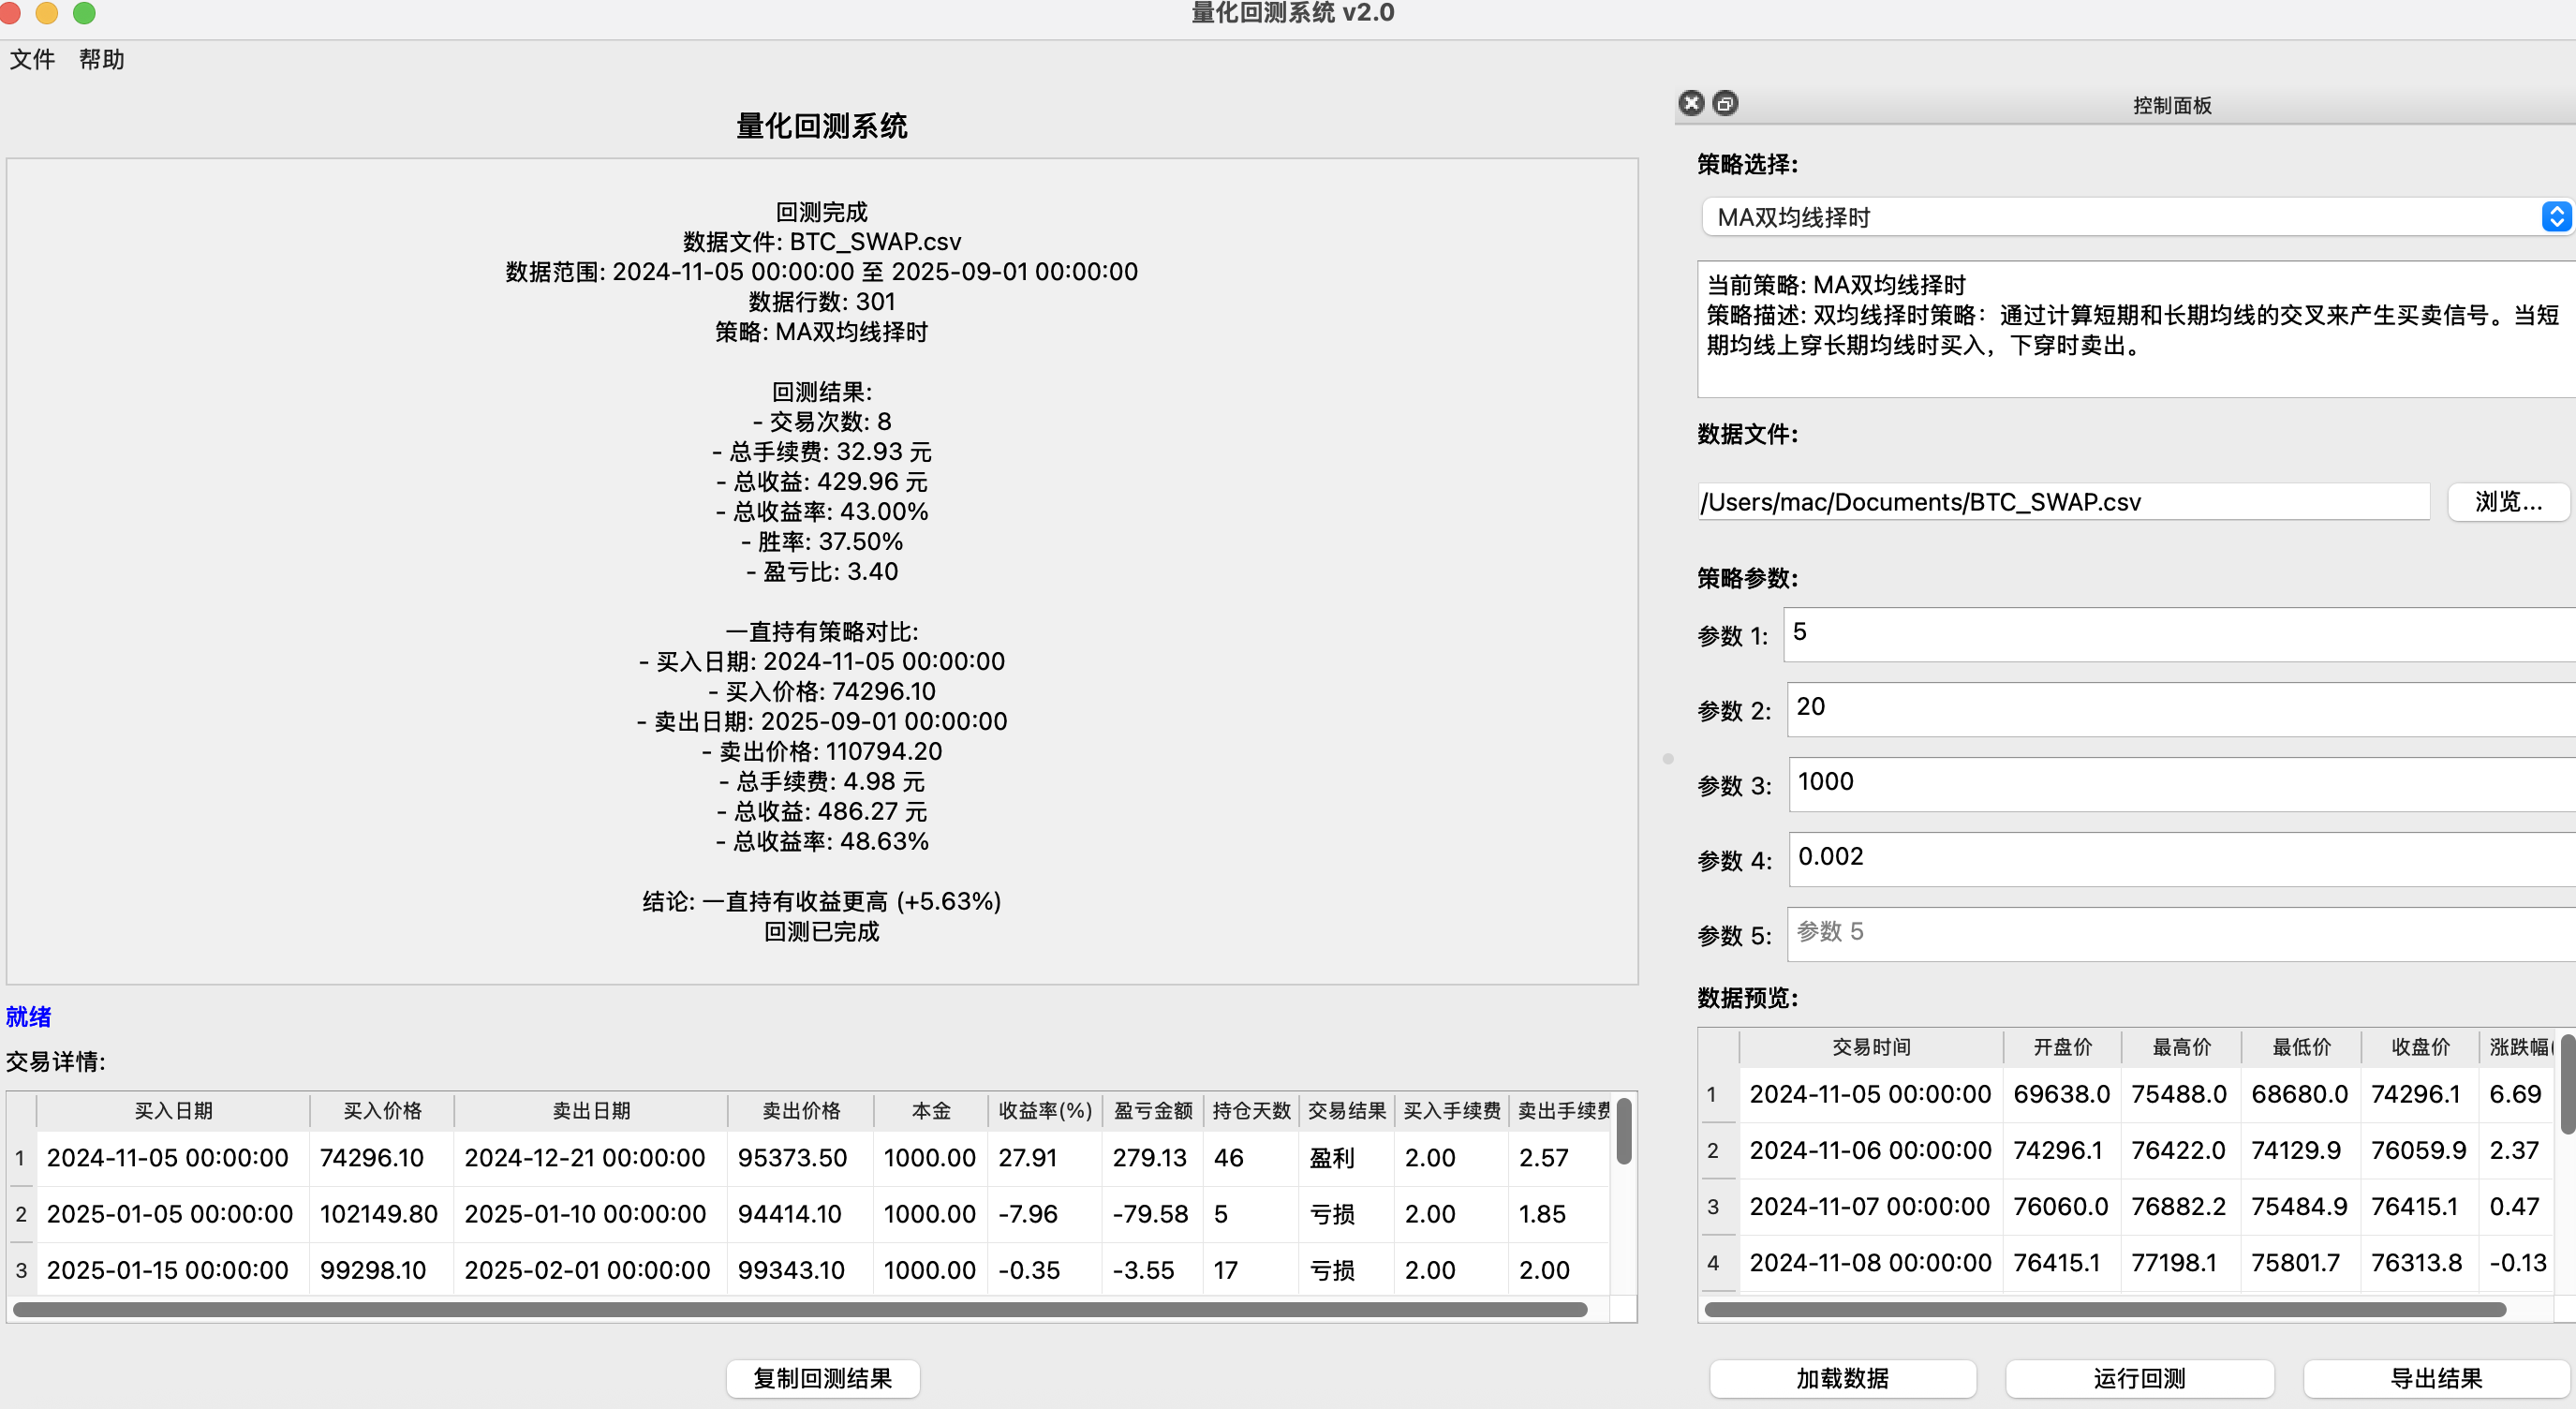 量化回测系统 v2.0
文件 帮助
量化回测系统
回测完成
数据文件: BTC_SWAP.csv
数据范围: 2024-11-05 00:00:00 至 2025-09-01 00:00:00
数据行数: 301
策略: MA双均线择时
回测结果:
- 交易次数: 8
- 总手续费: 32.93 元
- 总收益: 429.96 元
- 总收益率: 43.00%
- 胜率: 37.50%
- 盈亏比: 3.40
一直持有策略对比:
- 买入日期: 2024-11-05 00:00:00
- 买入价格: 74296.10
- 卖出日期: 2025-09-01 00:00:00
- 卖出价格: 110794.20
- 总手续费: 4.98 元
- 总收益: 486.27 元
- 总收益率: 48.63%
结论: 一直持有收益更高 (+5.63%)
回测已完成
就绪
交易详情:
买入日期 买入价格 卖出日期 卖出价格 本金 收益率(%) 盈亏金额 持仓天数 交易结果 买入手续费 卖出手续费
1 2024-11-05 00:00:00 74296.10 2024-12-21 00:00:00 95373.50 1000.00 27.91 279.13 46 盈利 2.00 2.57
2 2025-01-05 00:00:00 102149.80 2025-01-10 00:00:00 94414.10 1000.00 -7.96 -79.58 5 亏损 2.00 1.85
3 2025-01-15 00:00:00 99298.10 2025-02-01 00:00:00 99343.10 1000.00 -0.35 -3.55 17 亏损 2.00 2.00
复制回测结果
控制面板
策略选择:
MA双均线择时
当前策略: MA双均线择时
策略描述: 双均线择时策略：通过计算短期和长期均线的交叉来产生买卖信号。当短
期均线上穿长期均线时买入，下穿时卖出。
数据文件:
/Users/mac/Documents/BTC_SWAP.csv 浏览...
策略参数:
参数 1: 5
参数 2: 20
参数 3: 1000
参数 4: 0.002
参数 5: 参数 5
数据预览:
交易时间 开盘价 最高价 最低价 收盘价 涨跌幅(
1 2024-11-05 00:00:00 69638.0 75488.0 68680.0 74296.1 6.69
2 2024-11-06 00:00:00 74296.1 76422.0 74129.9 76059.9 2.37
3 2024-11-07 00:00:00 76060.0 76882.2 75484.9 76415.1 0.47
4 2024-11-08 00:00:00 76415.1 77198.1 75801.7 76313.8 -0.13
加载数据 运行回测 导出结果